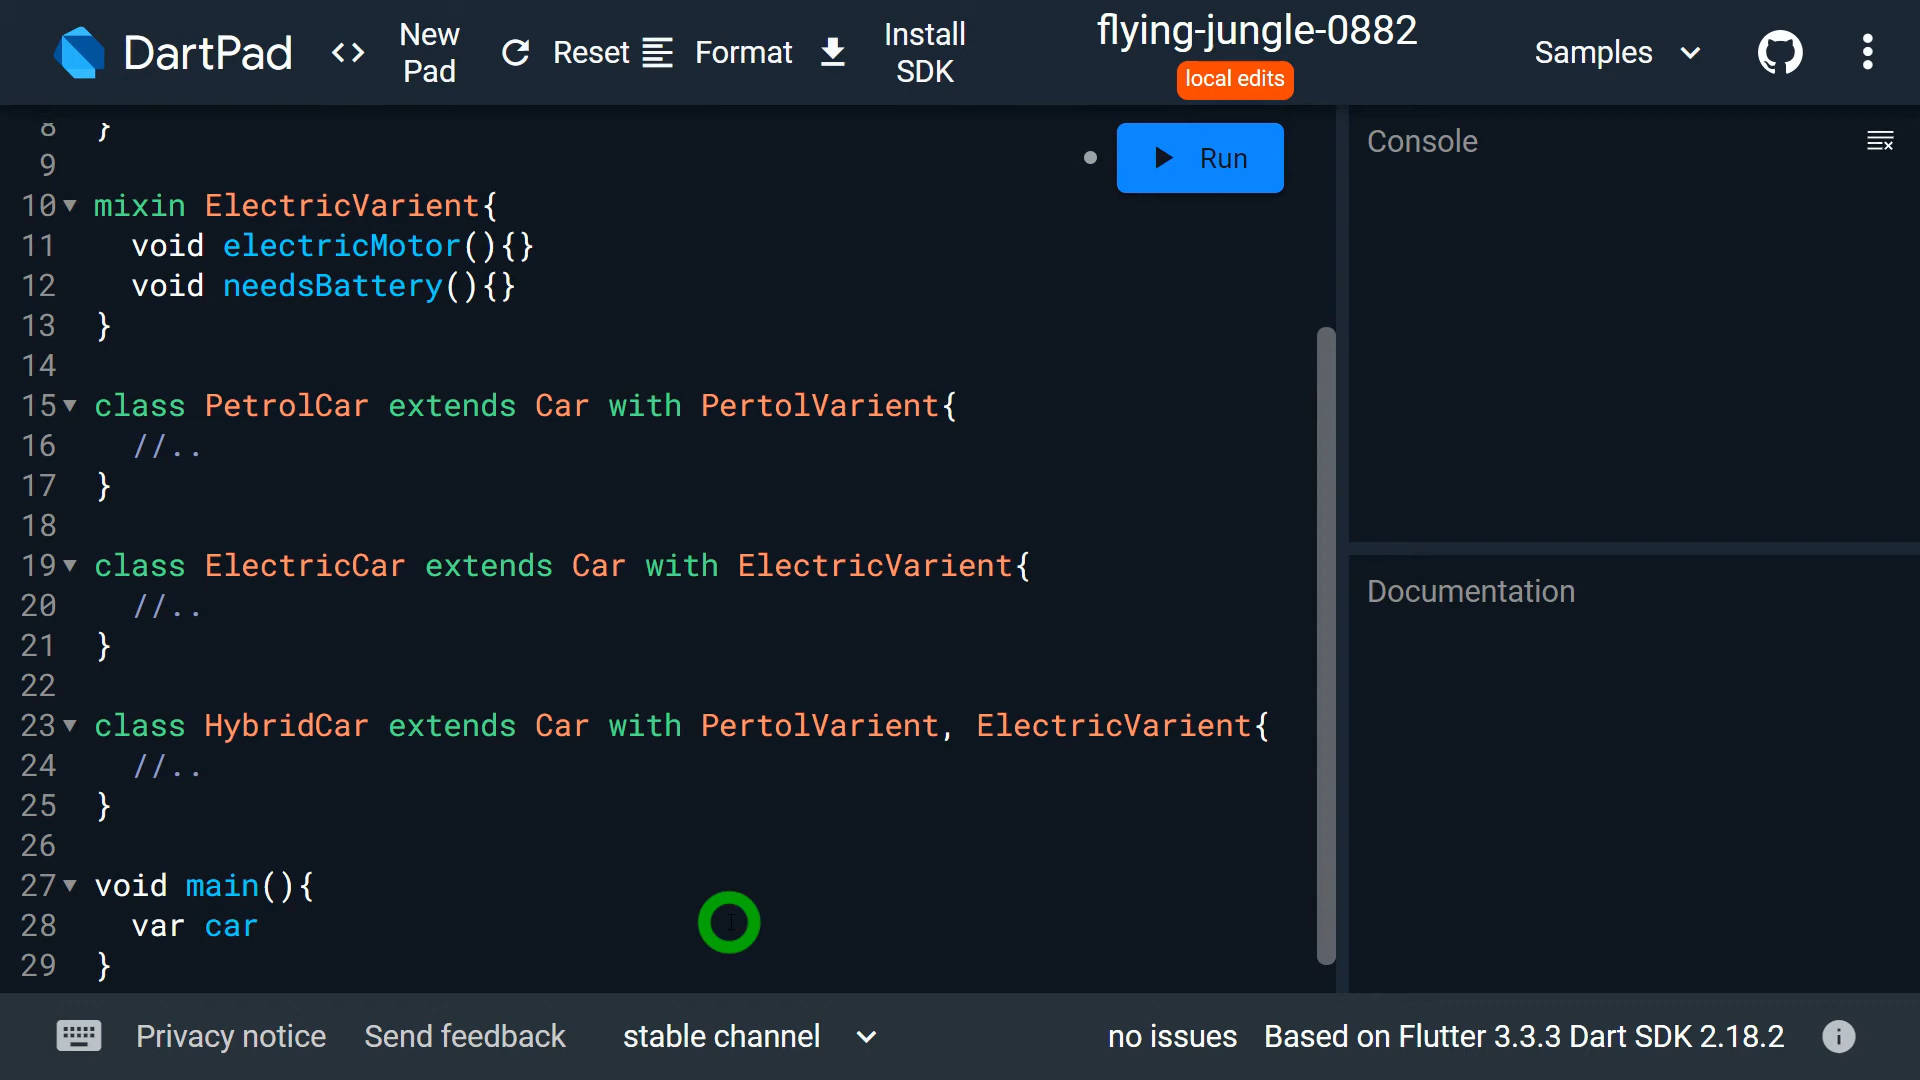 DartPad <> New Pad Reset Format Install SDK flying-jungle-0882 local edits Samples
8 }
9
10 mixin ElectricVarient{
11 void electricMotor(){}
12 void needsBattery(){}
13 }
14
15 class PetrolCar extends Car with PertolVarient{
16 //..
17 }
18
19 class ElectricCar extends Car with ElectricVarient{
20 //..
21 }
22
23 class HybridCar extends Car with PertolVarient, ElectricVarient{
24 //..
25 }
26
27 void main(){
28 var car
29 }
Run
Console
Documentation
Privacy notice Send feedback stable channel no issues Based on Flutter 3.3.3 Dart SDK 2.18.2